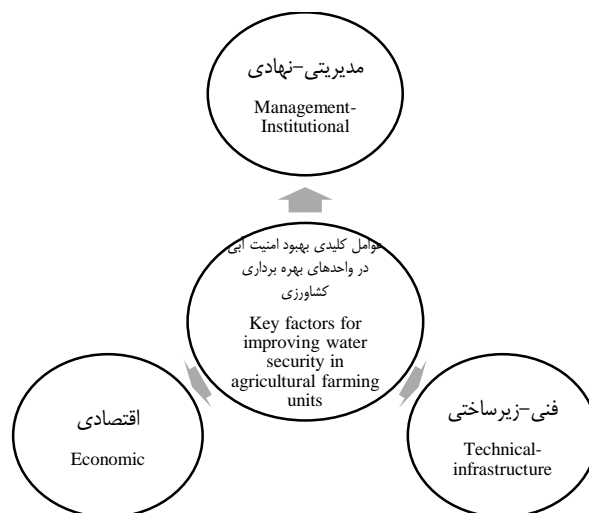 مدیریتی-نهادی
Management-
Institutional
عوامل کلیدی بهبود امنیت آبی
در واحدهای بهره برداری
کشاورزی
Key factors for
improving water
security in
agricultural farming
units
اقتصادی
Economic
فنی-زیرساختی
Technical-
infrastructure